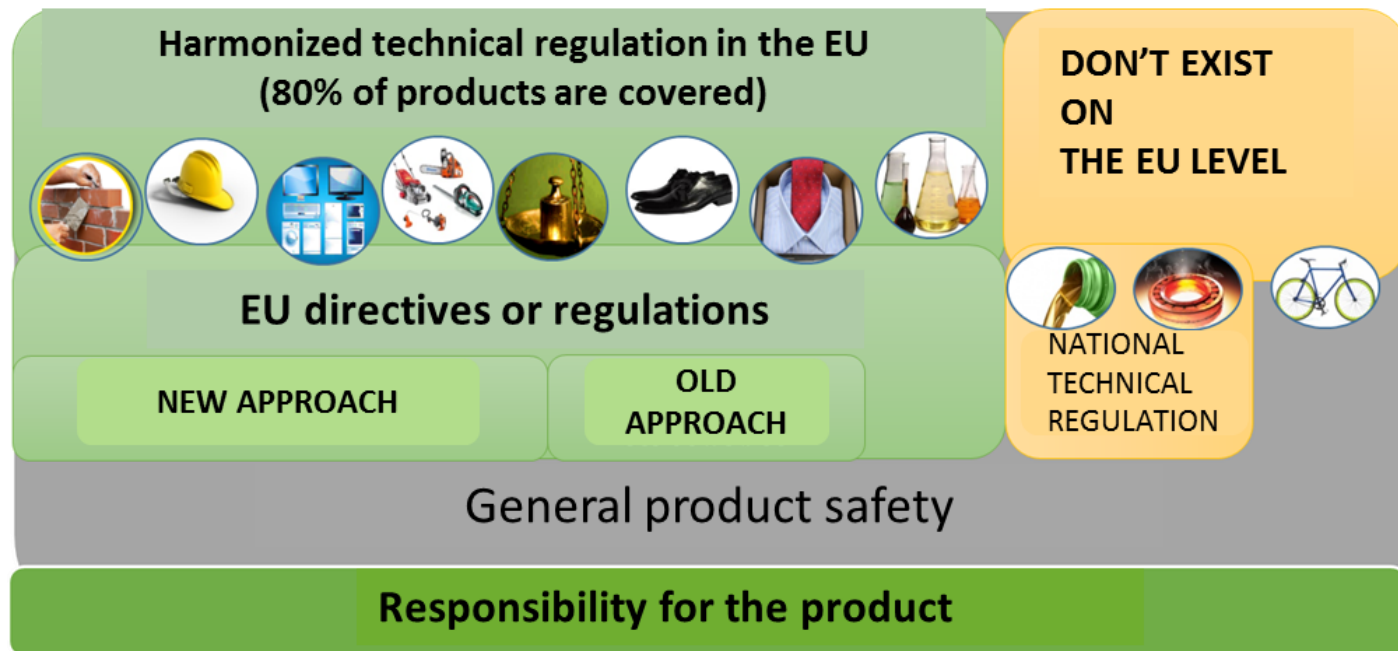 Harmonized technical regulation in the EU
(80% of products are covered)
DON’T EXIST
ON
THE EU LEVEL
EU directives or regulations
NEW APPROACH
OLD
APPROACH
NATIONAL
TECHNICAL
REGULATION
General product safety
Responsibility for the product